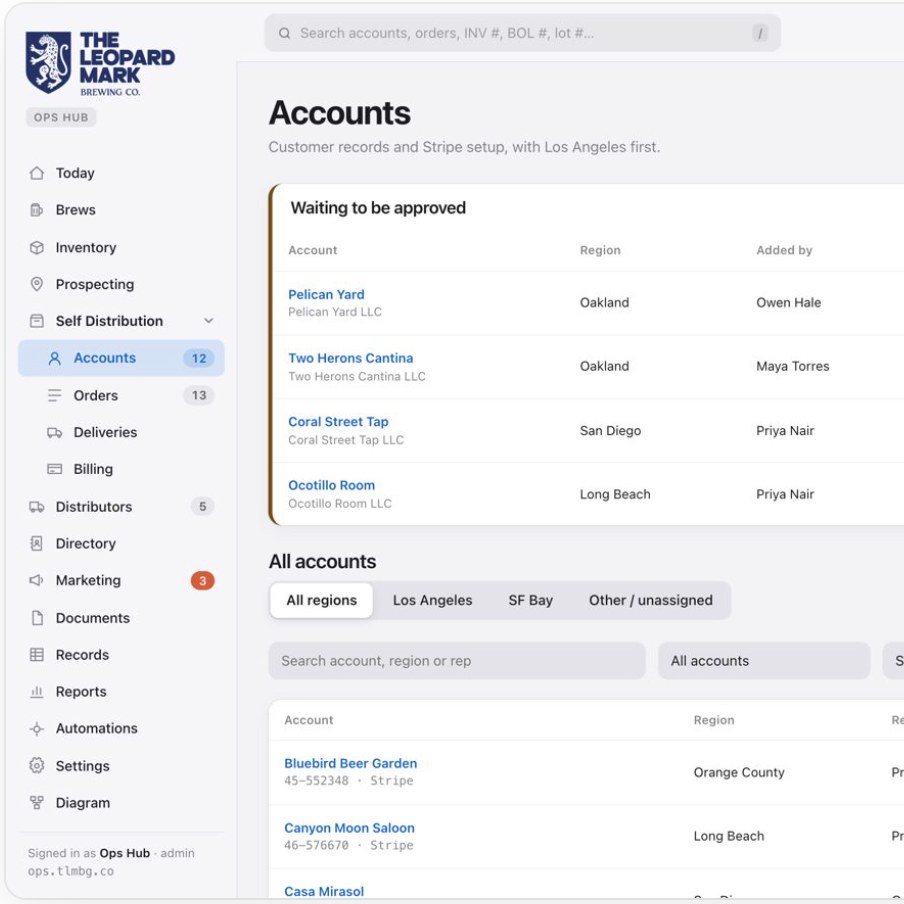 THE
LEOPARD
MARK
BREWING CO.
OPS HUB
Today
Brews
Inventory
Prospecting
Self Distribution
Accounts 12
Orders 13
Deliveries
Billing
Distributors 5
Directory
Marketing 3
Documents
Records
Reports
Automations
Settings
Diagram
Signed in as Ops Hub · admin
ops.tlmbg.co
Search accounts, orders, INV #, BOL #, lot #... /
Accounts
Customer records and Stripe setup, with Los Angeles first.
Waiting to be approved
Account Region Added by
Pelican Yard
Pelican Yard LLC
Oakland Owen Hale
Two Herons Cantina
Two Herons Cantina LLC
Oakland Maya Torres
Coral Street Tap
Coral Street Tap LLC
San Diego Priya Nair
Ocotillo Room
Ocotillo Room LLC
Long Beach Priya Nair
All accounts
All regions Los Angeles SF Bay Other / unassigned
Search account, region or rep All accounts S
Account Region Re
Bluebird Beer Garden
45-552348 · Stripe
Orange County Pr
Canyon Moon Saloon
46-576670 · Stripe
Long Beach Pr
Casa Mirasol